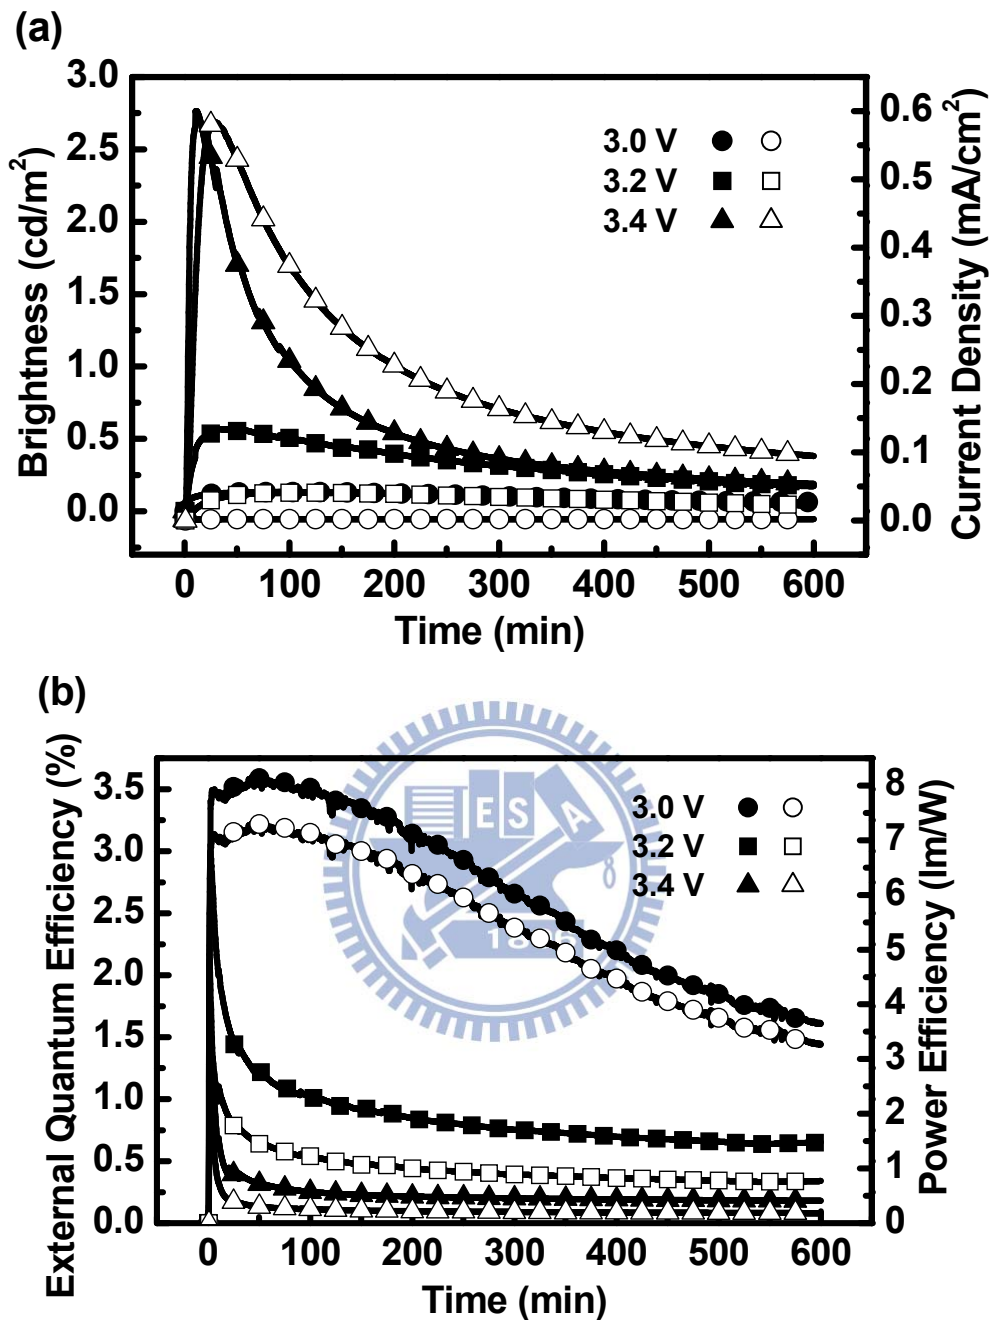 (a)
Brightness (cd/m²)
3.0
2.5
2.0
1.5
1.0
0.5
0.0
3.0 V
3.2 V
3.4 V
0.6
0.5
0.4
0.3
0.2
0.1
0.0
Current Density (mA/cm²)
0 100 200 300 400 500 600
Time (min)
(b)
External Quantum Efficiency (%)
3.5
3.0
2.5
2.0
1.5
1.0
0.5
0.0
3.0 V
3.2 V
3.4 V
ES
A
8
7
6
5
4
3
2
1
0
Power Efficiency (lm/W)
0 100 200 300 400 500 600
Time (min)